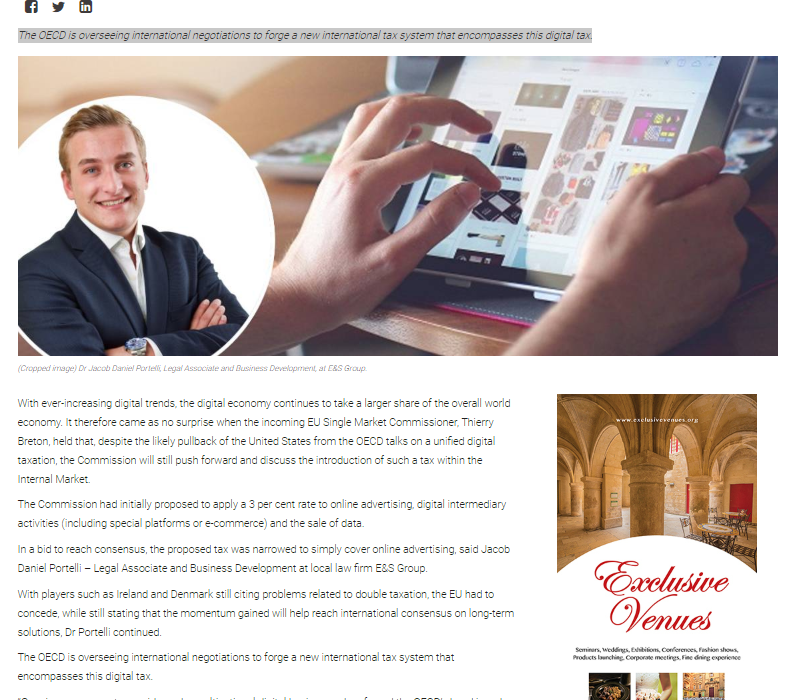 The OECD is overseeing international negotiations to forge a new international tax system that encompasses this digital tax.
(Cropped image) Dr Jacob Daniel Portelli, Legal Associate and Business Development, at E&S Group.
With ever-increasing digital trends, the digital economy continues to take a larger share of the overall world
economy. It therefore came as no surprise when the incoming EU Single Market Commissioner, Thierry
Breton, held that, despite the likely pullback of the United States from the OECD talks on a unified digital
taxation, the Commission will still push forward and discuss the introduction of such a tax within the
Internal Market.
The Commission had initially proposed to apply a 3 per cent rate to online advertising, digital intermediary
activities (including special platforms or e-commerce) and the sale of data.
In a bid to reach consensus, the proposed tax was narrowed to simply cover online advertising, said Jacob
Daniel Portelli – Legal Associate and Business Development at local law firm E&S Group.
With players such as Ireland and Denmark still citing problems related to double taxation, the EU had to
concede, while still stating that the momentum gained will help reach international consensus on long-term
solutions, Dr Portelli continued.
The OECD is overseeing international negotiations to forge a new international tax system that
encompasses this digital tax.
www.exclusivevenues.org
Exclusive
Venues
Seminars, Weddings, Exhibitions, Conferences, Fashion shows,
Products launching, Corporate meetings, Fine dining experience